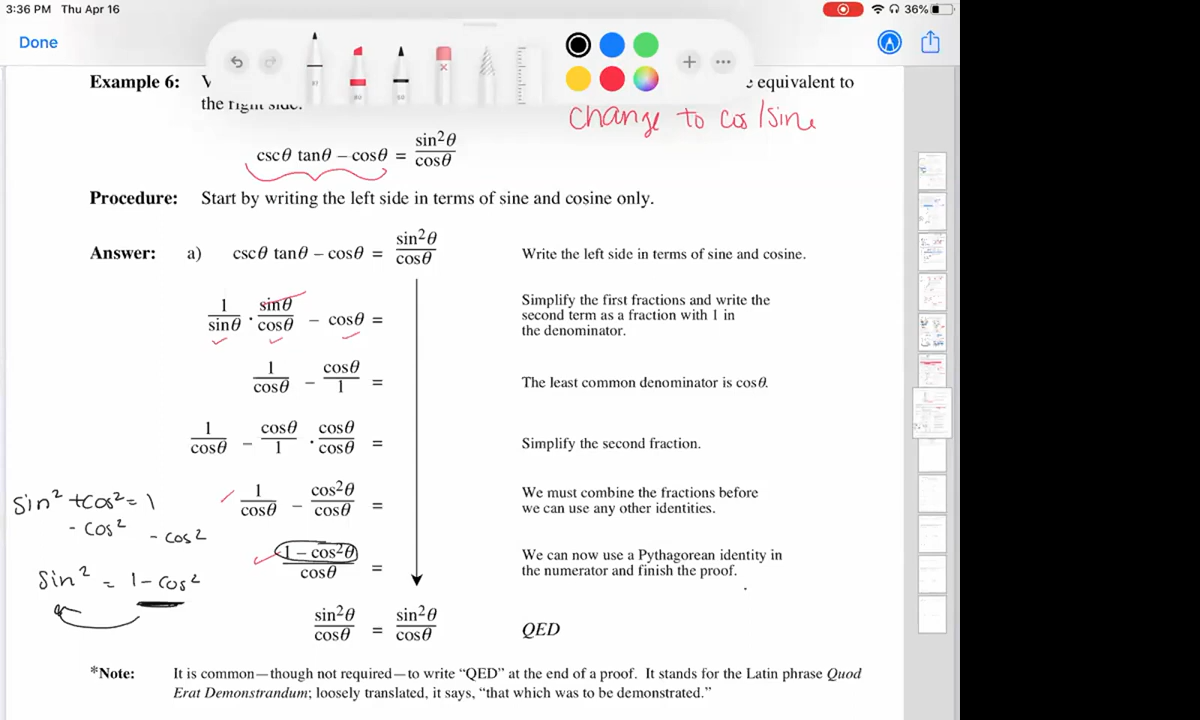 3:36 PM Thu Apr 16
36%
Done
Example 6: V
e equivalent to
the right side.
change to cos/sine
cscθ tanθ − cosθ = sin²θ/cosθ
Procedure: Start by writing the left side in terms of sine and cosine only.
Answer: a) cscθ tanθ − cosθ = sin²θ/cosθ Write the left side in terms of sine and cosine.
1/sinθ · sinθ/cosθ − cosθ =
Simplify the first fractions and write the
second term as a fraction with 1 in
the denominator.
1/cosθ − cosθ/1 = The least common denominator is cosθ.
1/cosθ − cosθ/1 · cosθ/cosθ = Simplify the second fraction.
sin² + cos² = 1
- cos² - cos²
sin² = 1 - cos²
1/cosθ − cos²θ/cosθ =
We must combine the fractions before
we can use any other identities.
1 − cos²θ/cosθ =
We can now use a Pythagorean identity in
the numerator and finish the proof.
sin²θ/cosθ = sin²θ/cosθ QED
*Note: It is common—though not required—to write “QED” at the end of a proof. It stands for the Latin phrase Quod
Erat Demonstrandum; loosely translated, it says, “that which was to be demonstrated.”